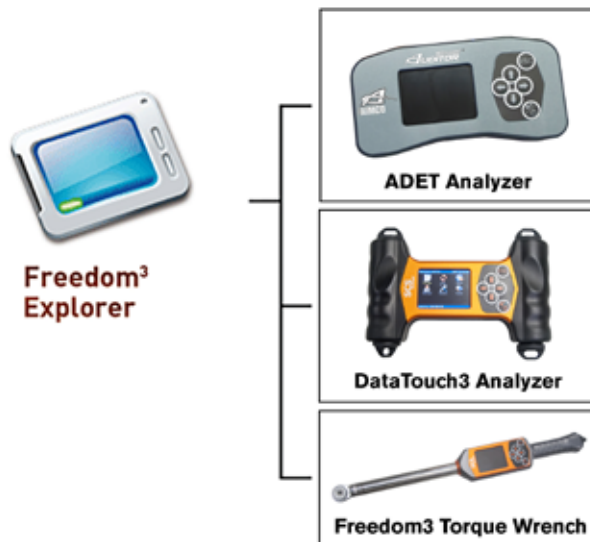 Freedom³
Explorer
ADET Analyzer
DataTouch3 Analyzer
Freedom3 Torque Wrench